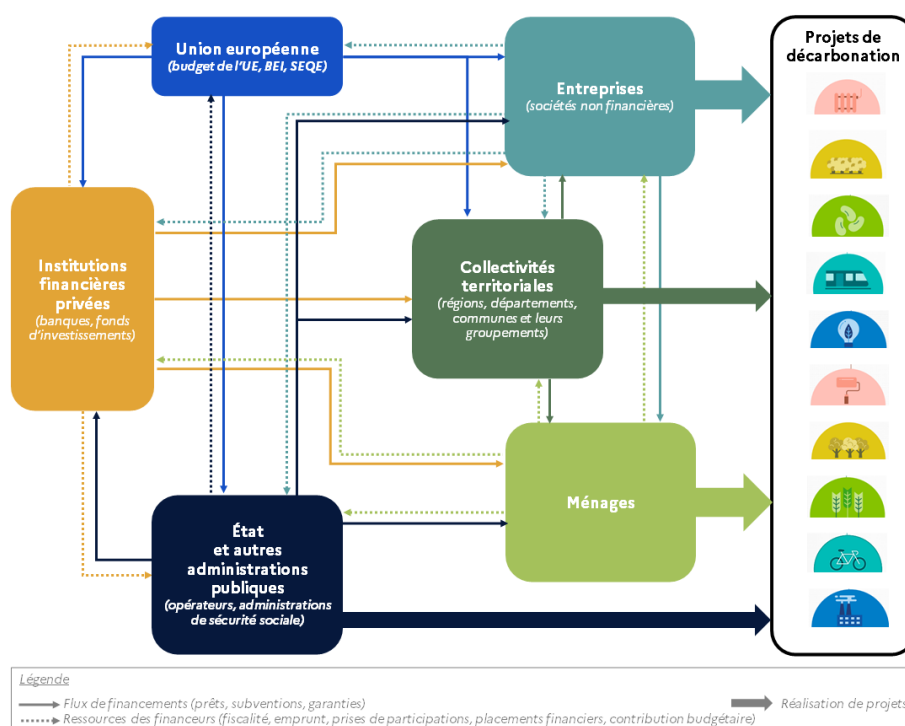 Union européenne
(budget de l'UE, BEI, SEQE)
Entreprises
(sociétés non financières)
Projets de
décarbonation
Institutions
financières
privées
(banques, fonds
d'investissements)
Collectivités
territoriales
(régions, départements,
communes et leurs
groupements)
Ménages
État
et autres
administrations
publiques
(opérateurs, administrations
de sécurité sociale)
Légende
Flux de financements (prêts, subventions, garanties)
Réalisation de projets
Ressources des financeurs (fiscalité, emprunt, prises de participations, placements financiers, contribution budgétaire)